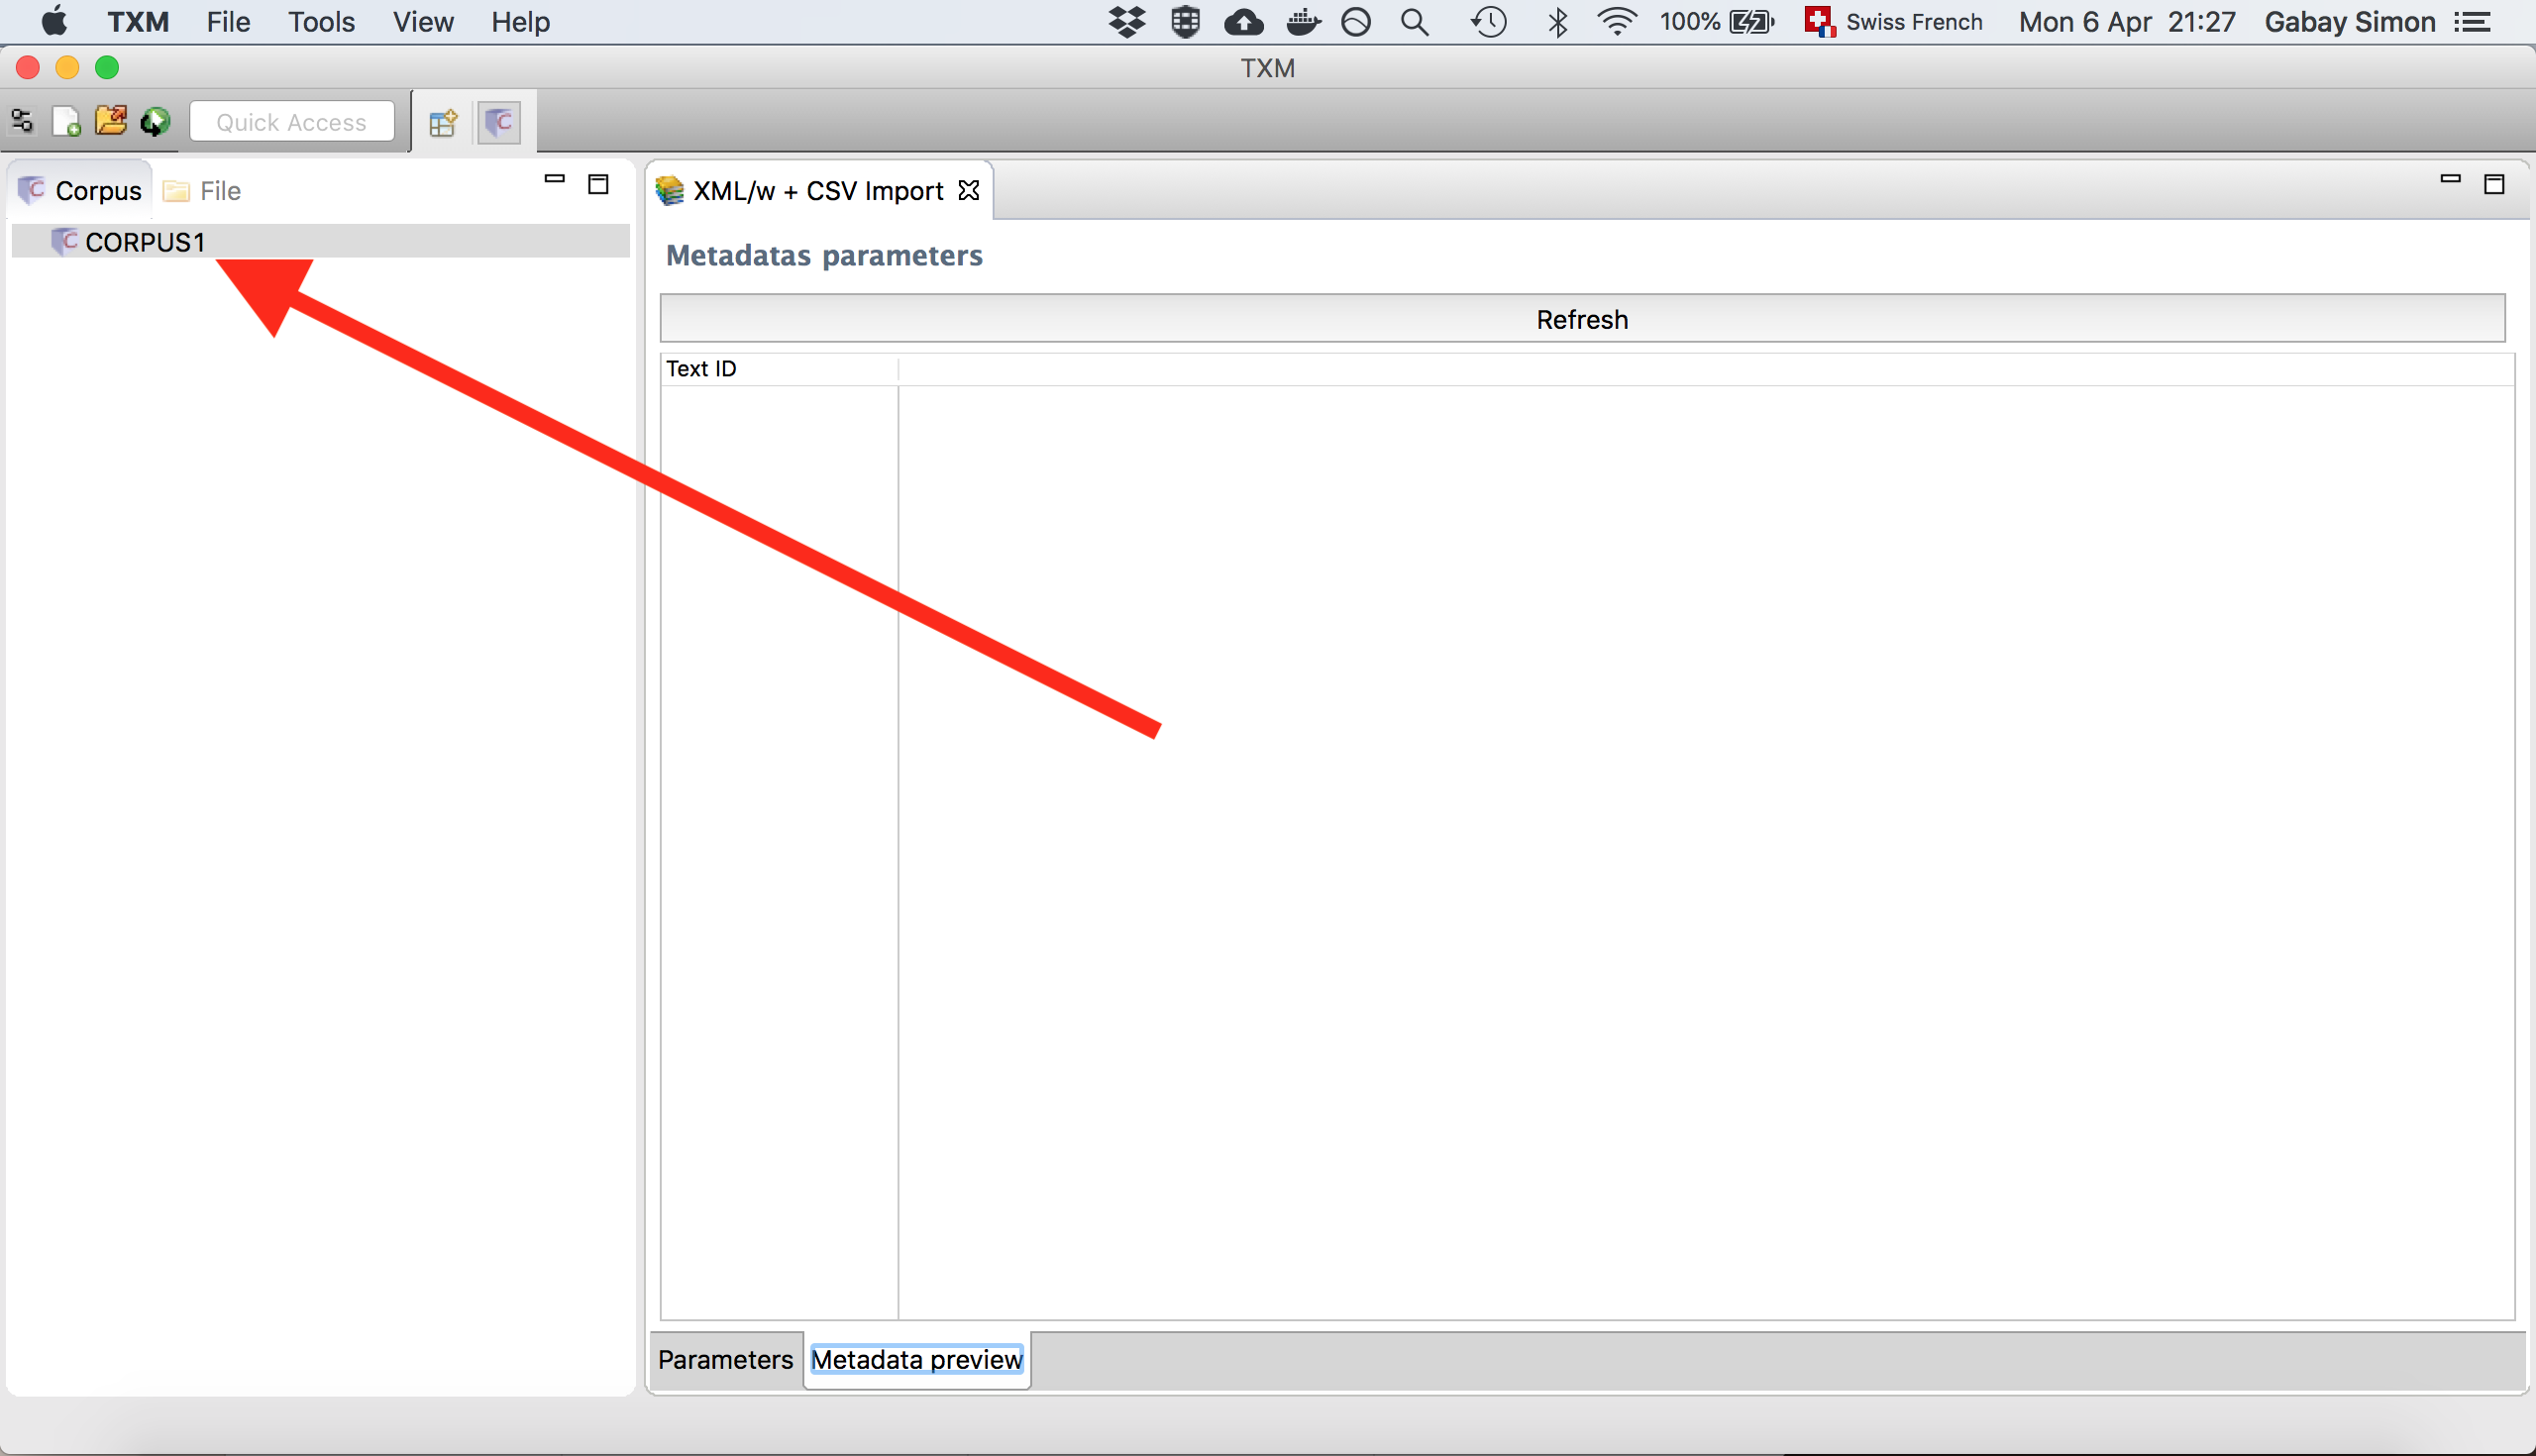 TXM File Tools View Help 100% Swiss French Mon 6 Apr 21:27 Gabay Simon
TXM
Quick Access
Corpus File
XML/w + CSV Import
CORPUS1
Metadatas parameters
Refresh
Text ID
Parameters Metadata preview